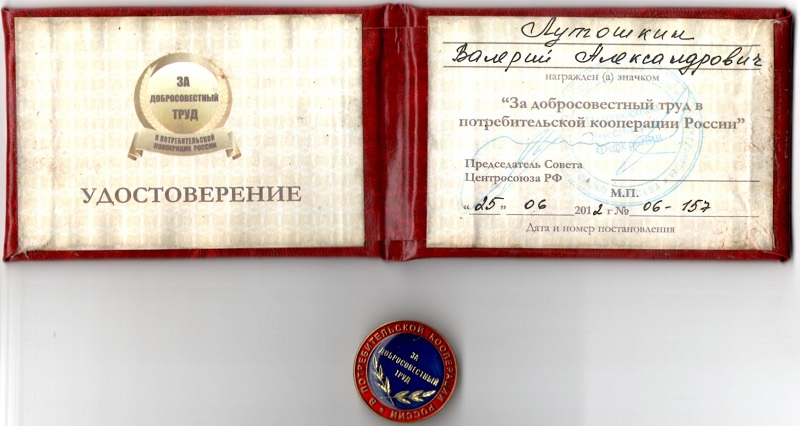 ЗА
ДОБРОСОВЕСТНЫЙ
ТРУД
В ПОТРЕБИТЕЛЬСКОЙ
КООПЕРАЦИИ РОССИИ
УДОСТОВЕРЕНИЕ
Лутошкин
Валерий Александрович
награжден (а) значком
“За добросовестный труд в
потребительской кооперации России”
Председатель Совета
Центросоюза РФ
М.П.
“25” 06 2012 г № 06-157
Дата и номер постановления
В ПОТРЕБИТЕЛЬСКОЙ КООПЕРАЦИИ РОССИИ
ЗА
ДОБРОСОВЕСТНЫЙ
ТРУД